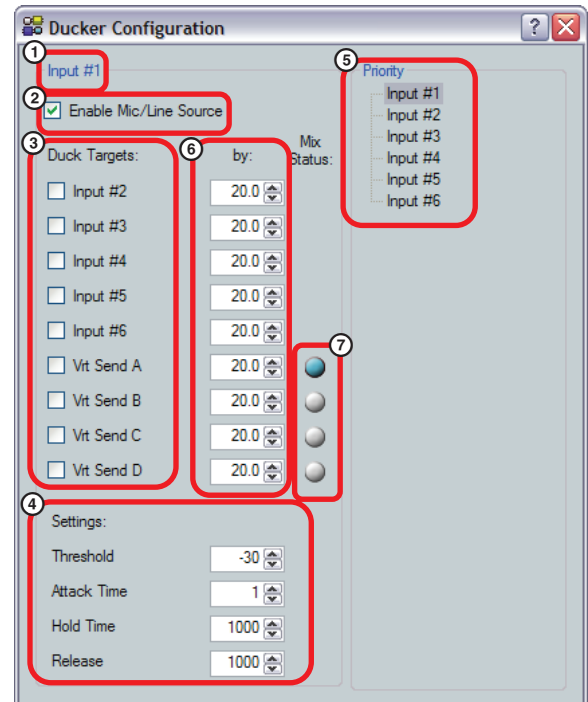 Ducker Configuration
?
1
Input #1
2
Enable Mic/Line Source
3
Duck Targets:
6
by:
Mix
Status:
Input #2 20.0
Input #3 20.0
Input #4 20.0
Input #5 20.0
Input #6 20.0
7
Vrt Send A 20.0
Vrt Send B 20.0
Vrt Send C 20.0
Vrt Send D 20.0
4
Settings:
Threshold -30
Attack Time 1
Hold Time 1000
Release 1000
5
Priority
Input #1
Input #2
Input #3
Input #4
Input #5
Input #6